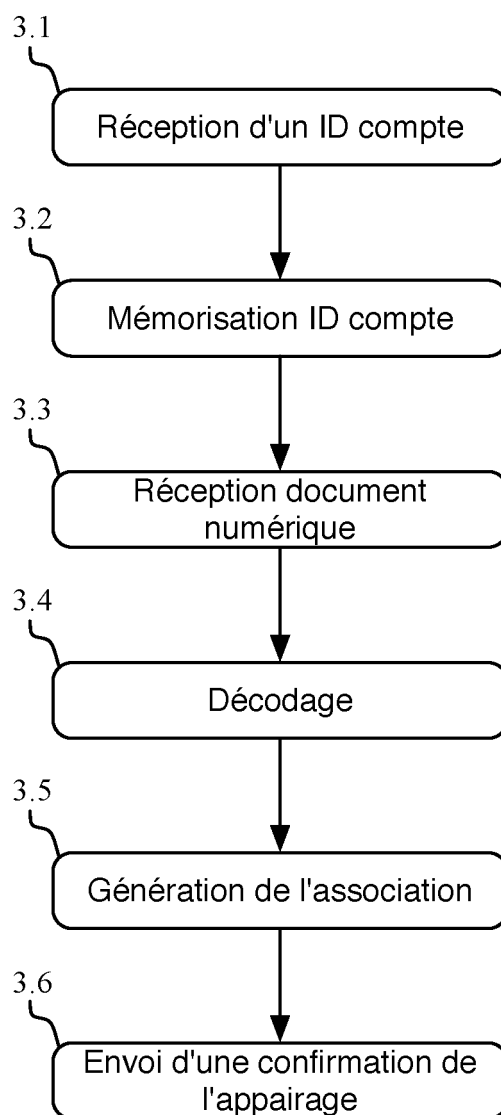 3.1
Réception d'un ID compte
3.2
Mémorisation ID compte
3.3
Réception document
numérique
3.4
Décodage
3.5
Génération de l'association
3.6
Envoi d'une confirmation de
l'appairage